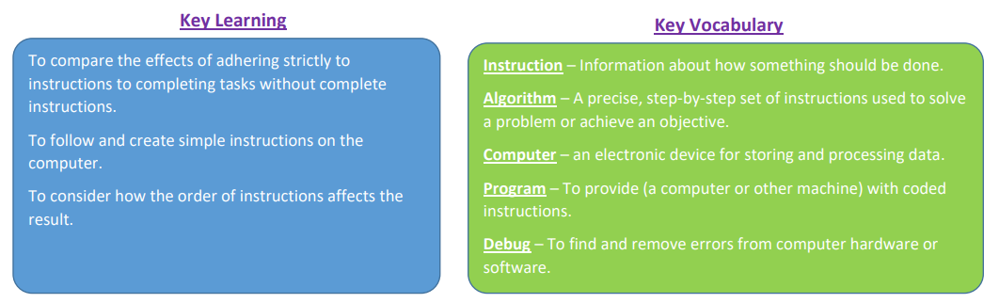 Key Learning
To compare the effects of adhering strictly to
instructions to completing tasks without complete
instructions.
To follow and create simple instructions on the
computer.
To consider how the order of instructions affects the
result.
Key Vocabulary
Instruction – Information about how something should be done.
Algorithm – A precise, step-by-step set of instructions used to solve
a problem or achieve an objective.
Computer – an electronic device for storing and processing data.
Program – To provide (a computer or other machine) with coded
instructions.
Debug – To find and remove errors from computer hardware or
software.